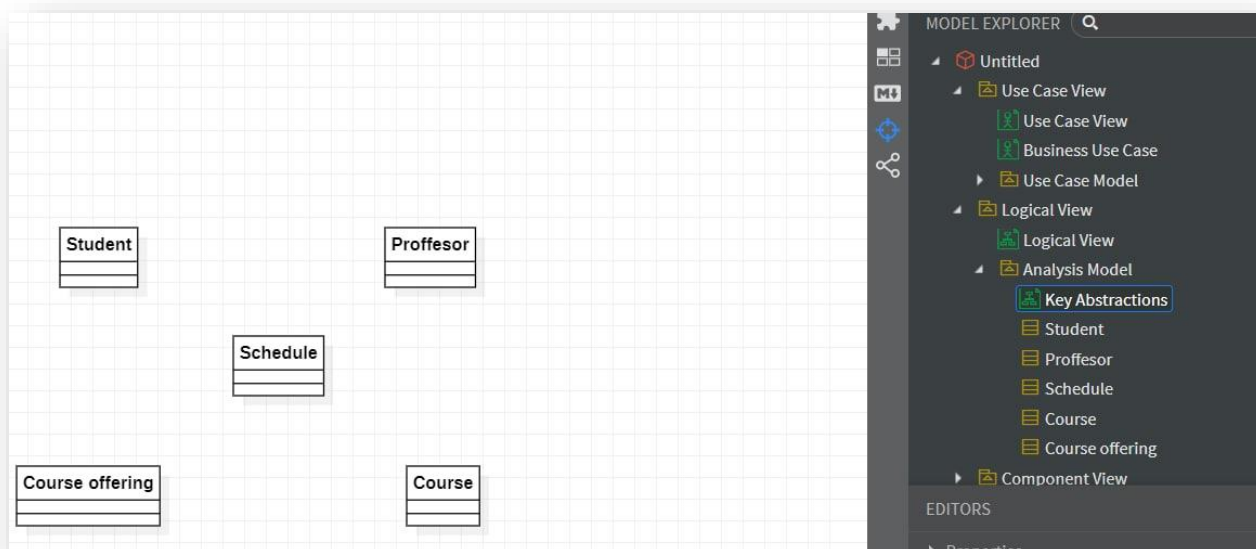 Student
Proffesor
Schedule
Course offering
Course
MODEL EXPLORER
Untitled
Use Case View
Use Case View
Business Use Case
Use Case Model
Logical View
Logical View
Analysis Model
Key Abstractions
Student
Proffesor
Schedule
Course
Course offering
Component View
EDITORS